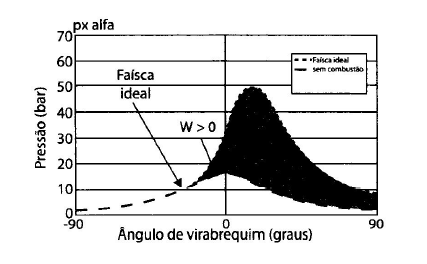 px alfa
70
60
50
40
30
20
10
0
Pressão (bar)
Faísca
ideal
W > 0
Faísca ideal
sem combustão
-90
0
90
Ângulo de virabrequim (graus)